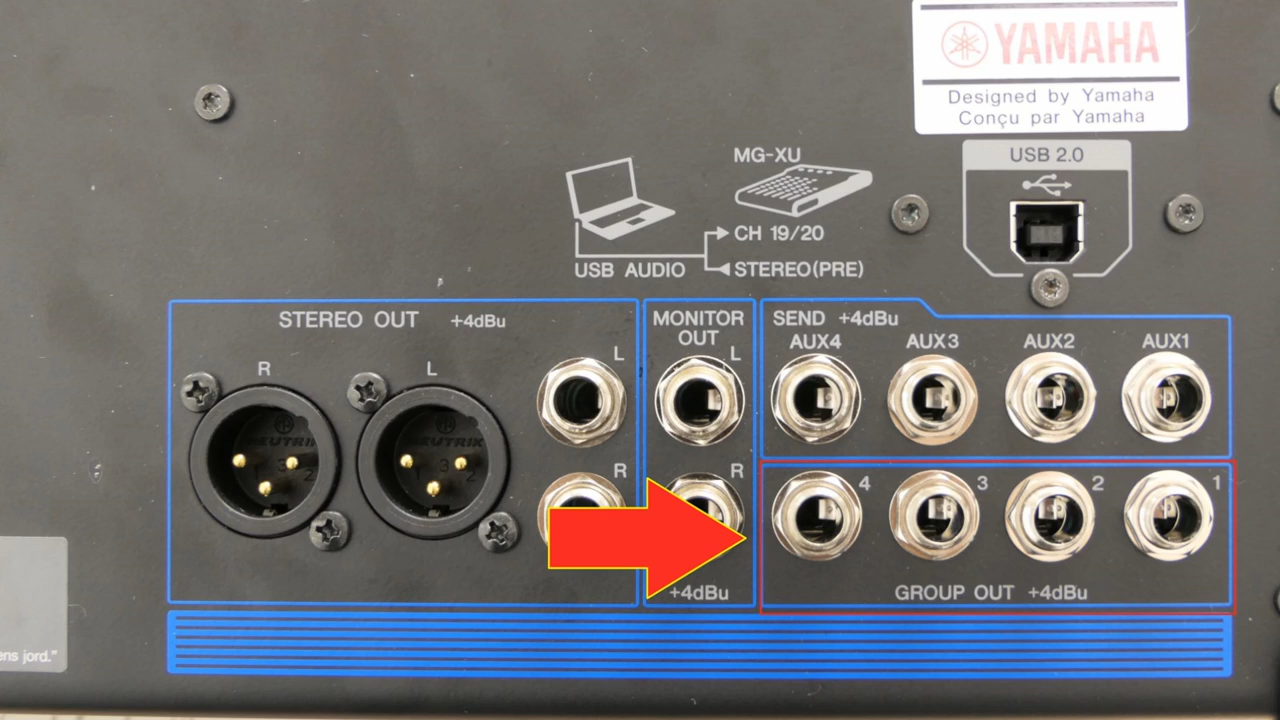 YAMAHA
Designed by Yamaha
Conçu par Yamaha
USB 2.0
MG-XU
CH 19/20
USB AUDIO
STEREO(PRE)
STEREO OUT +4dBu
R
L
L
R
NEUTRIK
1 3 2
NEUTRIK
1 3 2
MONITOR
OUT
L
R
+4dBu
SEND +4dBu
AUX4 AUX3 AUX2 AUX1
4 3 2 1
GROUP OUT +4dBu
ens jord."